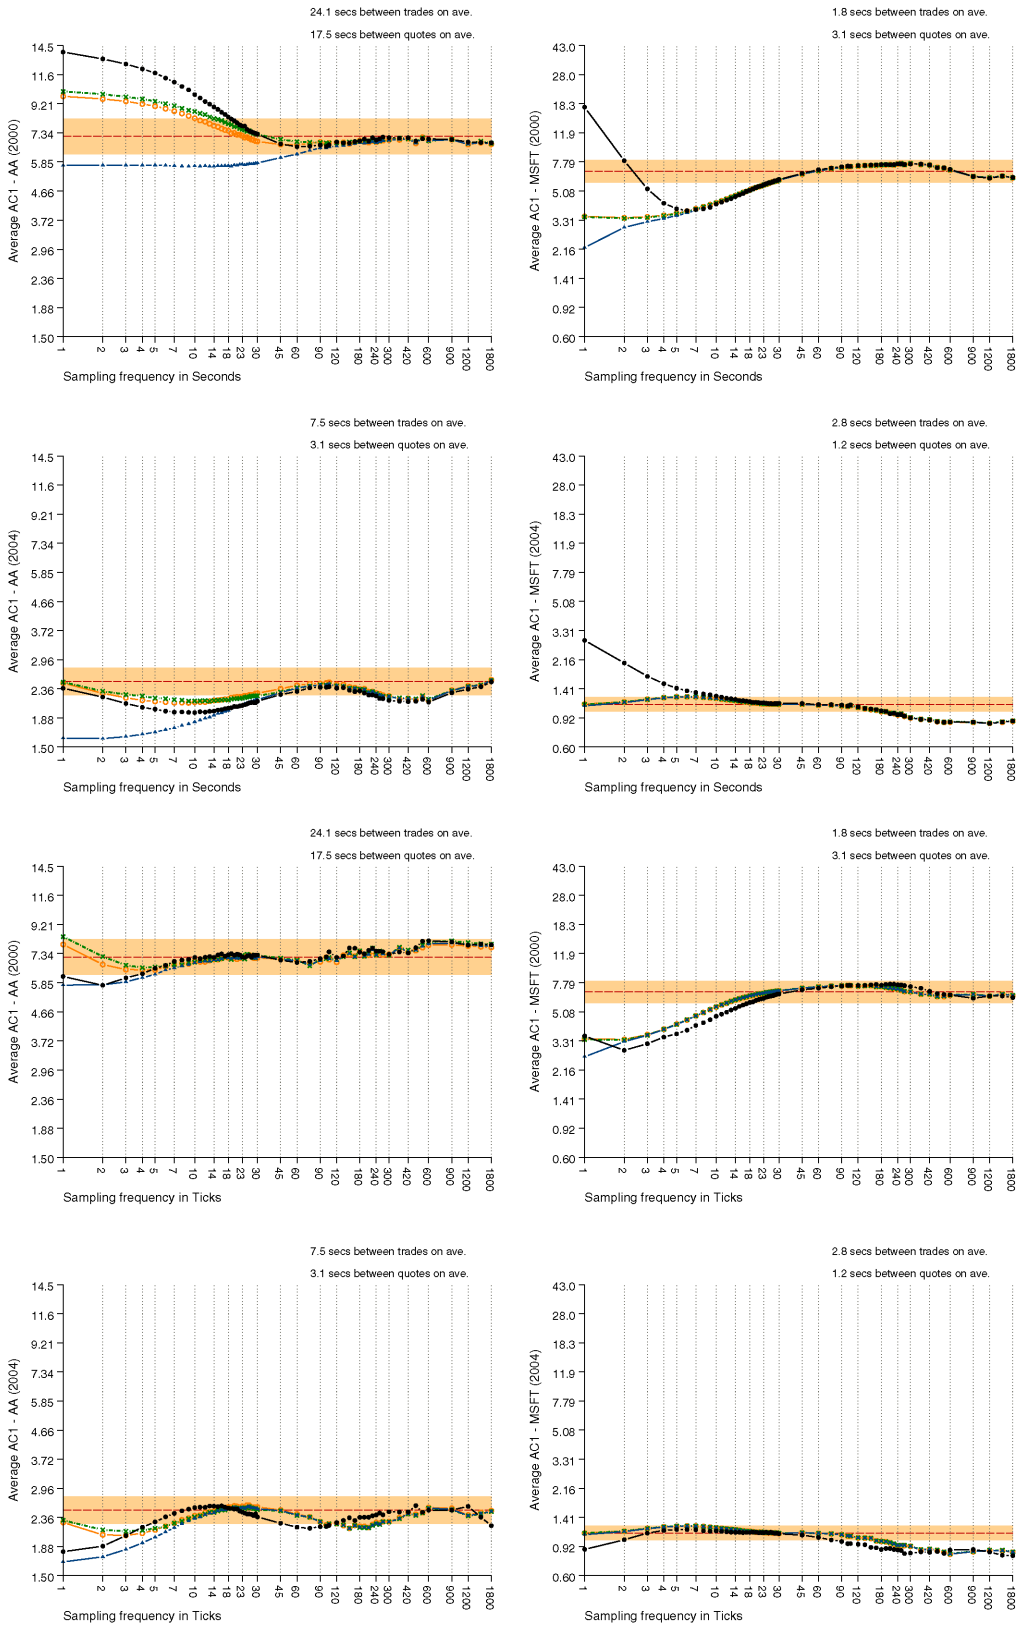 24.1 secs between trades on ave.
17.5 secs between quotes on ave.
Average AC1 - AA (2000)
14.5
11.6
9.21
7.34
5.85
4.66
3.72
2.96
2.36
1.88
1.50
1 2 3 4 5 7 10 14 18 23 30 45 60 90 120 180 240 300 420 600 900 1200 1800
Sampling frequency in Seconds
1.8 secs between trades on ave.
3.1 secs between quotes on ave.
Average AC1 - MSFT (2000)
43.0
28.0
18.3
11.9
7.79
5.08
3.31
2.16
1.41
0.92
0.60
1 2 3 4 5 7 10 14 18 23 30 45 60 90 120 180 240 300 420 600 900 1200 1800
Sampling frequency in Seconds
7.5 secs between trades on ave.
3.1 secs between quotes on ave.
Average AC1 - AA (2004)
14.5
11.6
9.21
7.34
5.85
4.66
3.72
2.96
2.36
1.88
1.50
1 2 3 4 5 7 10 14 18 23 30 45 60 90 120 180 240 300 420 600 900 1200 1800
Sampling frequency in Seconds
2.8 secs between trades on ave.
1.2 secs between quotes on ave.
Average AC1 - MSFT (2004)
43.0
28.0
18.3
11.9
7.79
5.08
3.31
2.16
1.41
0.92
0.60
1 2 3 4 5 7 10 14 18 23 30 45 60 90 120 180 240 300 420 600 900 1200 1800
Sampling frequency in Seconds
24.1 secs between trades on ave.
17.5 secs between quotes on ave.
Average AC1 - AA (2000)
14.5
11.6
9.21
7.34
5.85
4.66
3.72
2.96
2.36
1.88
1.50
1 2 3 4 5 7 10 14 18 23 30 45 60 90 120 180 240 300 420 600 900 1200 1800
Sampling frequency in Ticks
1.8 secs between trades on ave.
3.1 secs between quotes on ave.
Average AC1 - MSFT (2000)
43.0
28.0
18.3
11.9
7.79
5.08
3.31
2.16
1.41
0.92
0.60
1 2 3 4 5 7 10 14 18 23 30 45 60 90 120 180 240 300 420 600 900 1200 1800
Sampling frequency in Ticks
7.5 secs between trades on ave.
3.1 secs between quotes on ave.
Average AC1 - AA (2004)
14.5
11.6
9.21
7.34
5.85
4.66
3.72
2.96
2.36
1.88
1.50
1 2 3 4 5 7 10 14 18 23 30 45 60 90 120 180 240 300 420 600 900 1200 1800
Sampling frequency in Ticks
2.8 secs between trades on ave.
1.2 secs between quotes on ave.
Average AC1 - MSFT (2004)
43.0
28.0
18.3
11.9
7.79
5.08
3.31
2.16
1.41
0.92
0.60
1 2 3 4 5 7 10 14 18 23 30 45 60 90 120 180 240 300 420 600 900 1200 1800
Sampling frequency in Ticks